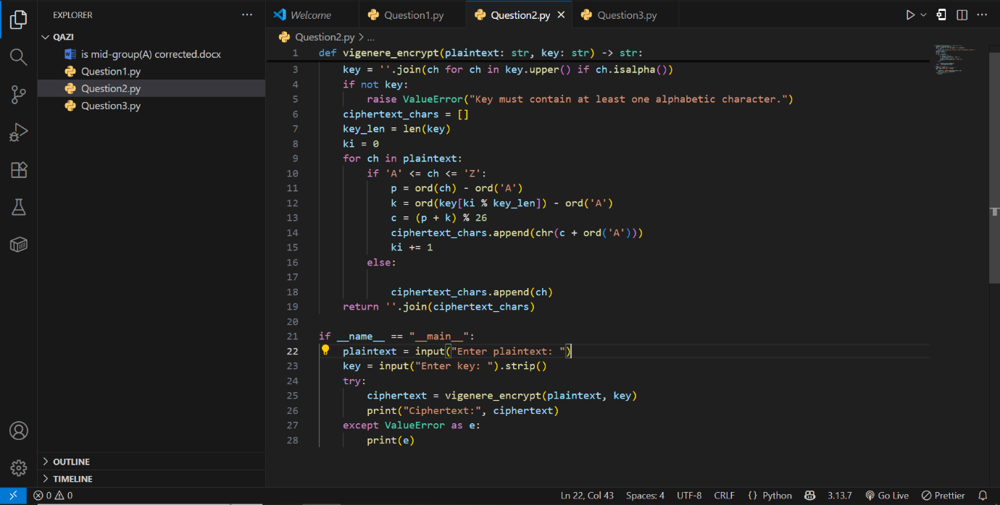 EXPLORER
QAZI
is mid-group(A) corrected.docx
Question1.py
Question2.py
Question3.py
OUTLINE
TIMELINE
Welcome
Question1.py
Question2.py
Question3.py
Question2.py > ...
1 def vigenere_encrypt(plaintext: str, key: str) -> str:
3 key = ''.join(ch for ch in key.upper() if ch.isalpha())
4 if not key:
5 raise ValueError("Key must contain at least one alphabetic character.")
6 ciphertext_chars = []
7 key_len = len(key)
8 ki = 0
9 for ch in plaintext:
10 if 'A' <= ch <= 'Z':
11 p = ord(ch) - ord('A')
12 k = ord(key[ki % key_len]) - ord('A')
13 c = (p + k) % 26
14 ciphertext_chars.append(chr(c + ord('A')))
15 ki += 1
16 else:
17
18 ciphertext_chars.append(ch)
19 return ''.join(ciphertext_chars)
20
21 if __name__ == "__main__":
22 plaintext = input("Enter plaintext: ")
23 key = input("Enter key: ").strip()
24 try:
25 ciphertext = vigenere_encrypt(plaintext, key)
26 print("Ciphertext:", ciphertext)
27 except ValueError as e:
28 print(e)
0 0
Ln 22, Col 43 Spaces: 4 UTF-8 CRLF {} Python 3.13.7 Go Live Prettier